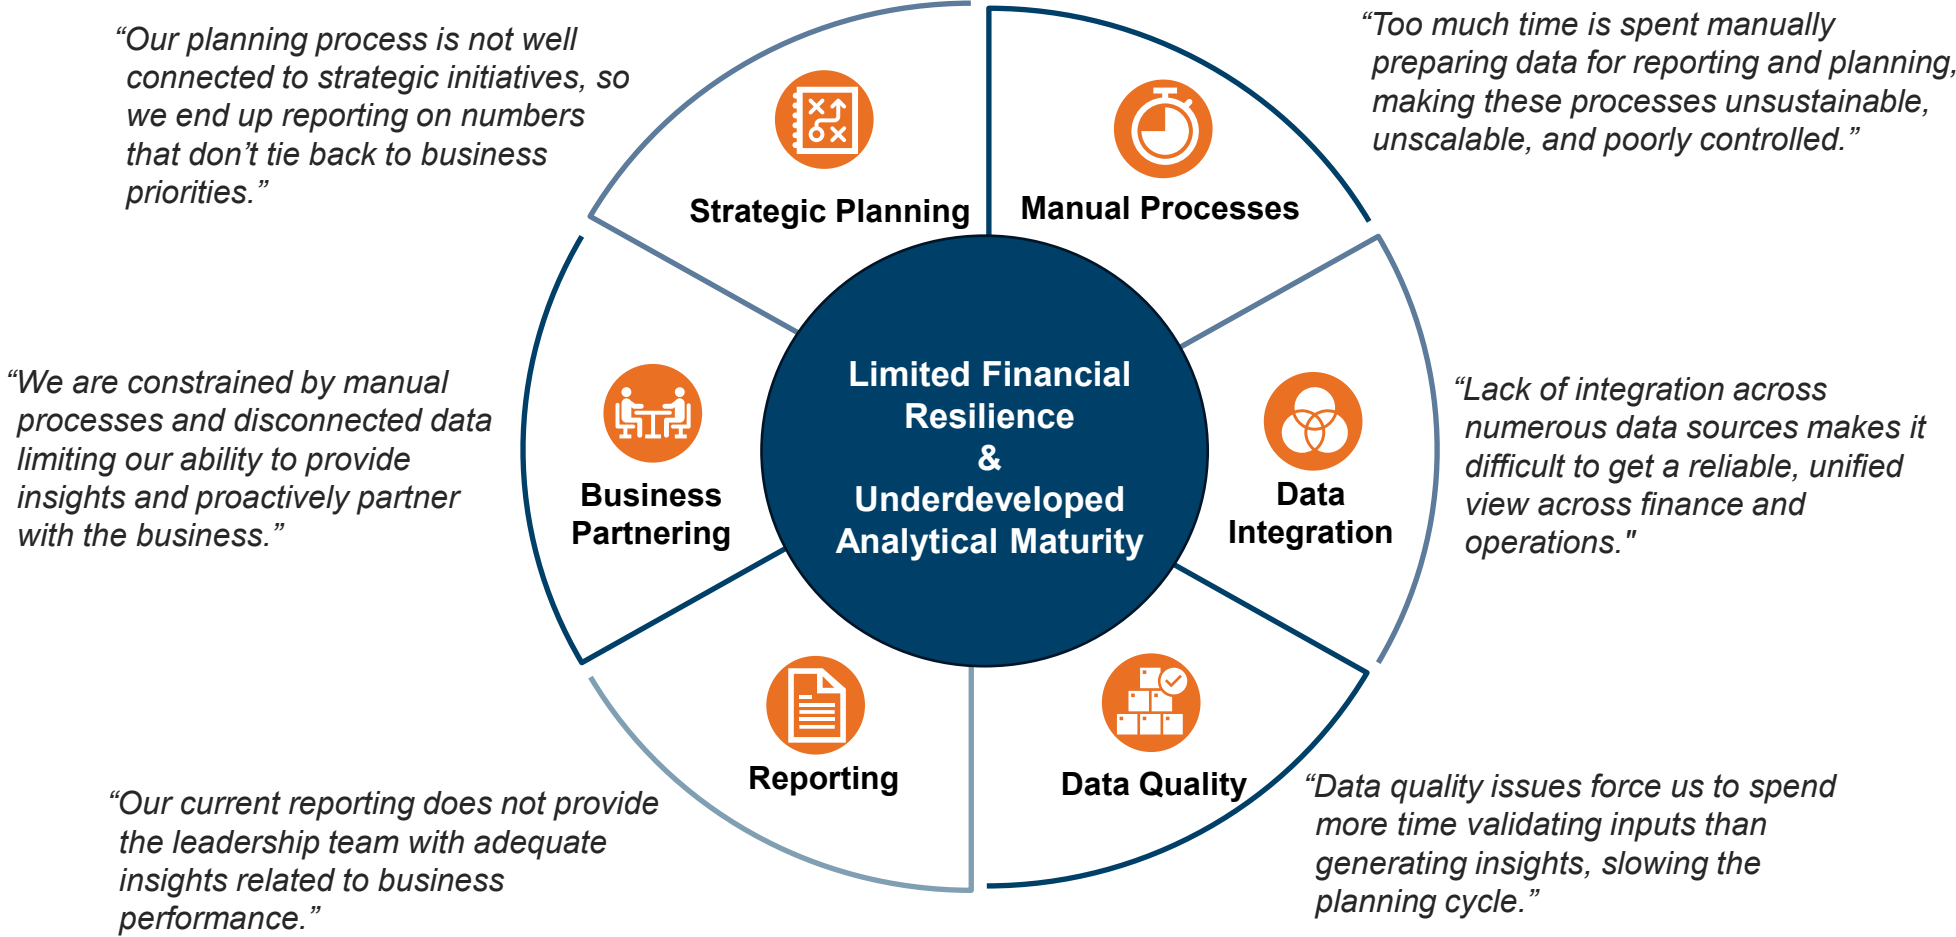 “Our planning process is not well
connected to strategic initiatives, so
we end up reporting on numbers
that don’t tie back to business
priorities.”
Strategic Planning
“Too much time is spent manually
preparing data for reporting and planning,
making these processes unsustainable,
unscalable, and poorly controlled.”
Manual Processes
“We are constrained by manual
processes and disconnected data
limiting our ability to provide
insights and proactively partner
with the business.”
Business
Partnering
Limited Financial
Resilience
&
Underdeveloped
Analytical Maturity
Data
Integration
“Lack of integration across
numerous data sources makes it
difficult to get a reliable, unified
view across finance and
operations."
Reporting
“Our current reporting does not provide
the leadership team with adequate
insights related to business
performance.”
Data Quality
“Data quality issues force us to spend
more time validating inputs than
generating insights, slowing the
planning cycle.”